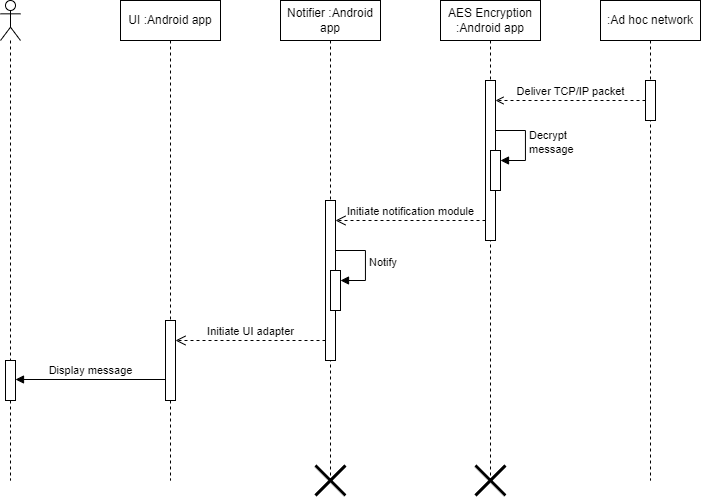 UI :Android app
Notifier :Android
app
AES Encryption
:Android app
:Ad hoc network
Deliver TCP/IP packet
Decrypt
message
Initiate notification module
Notify
Initiate UI adapter
Display message